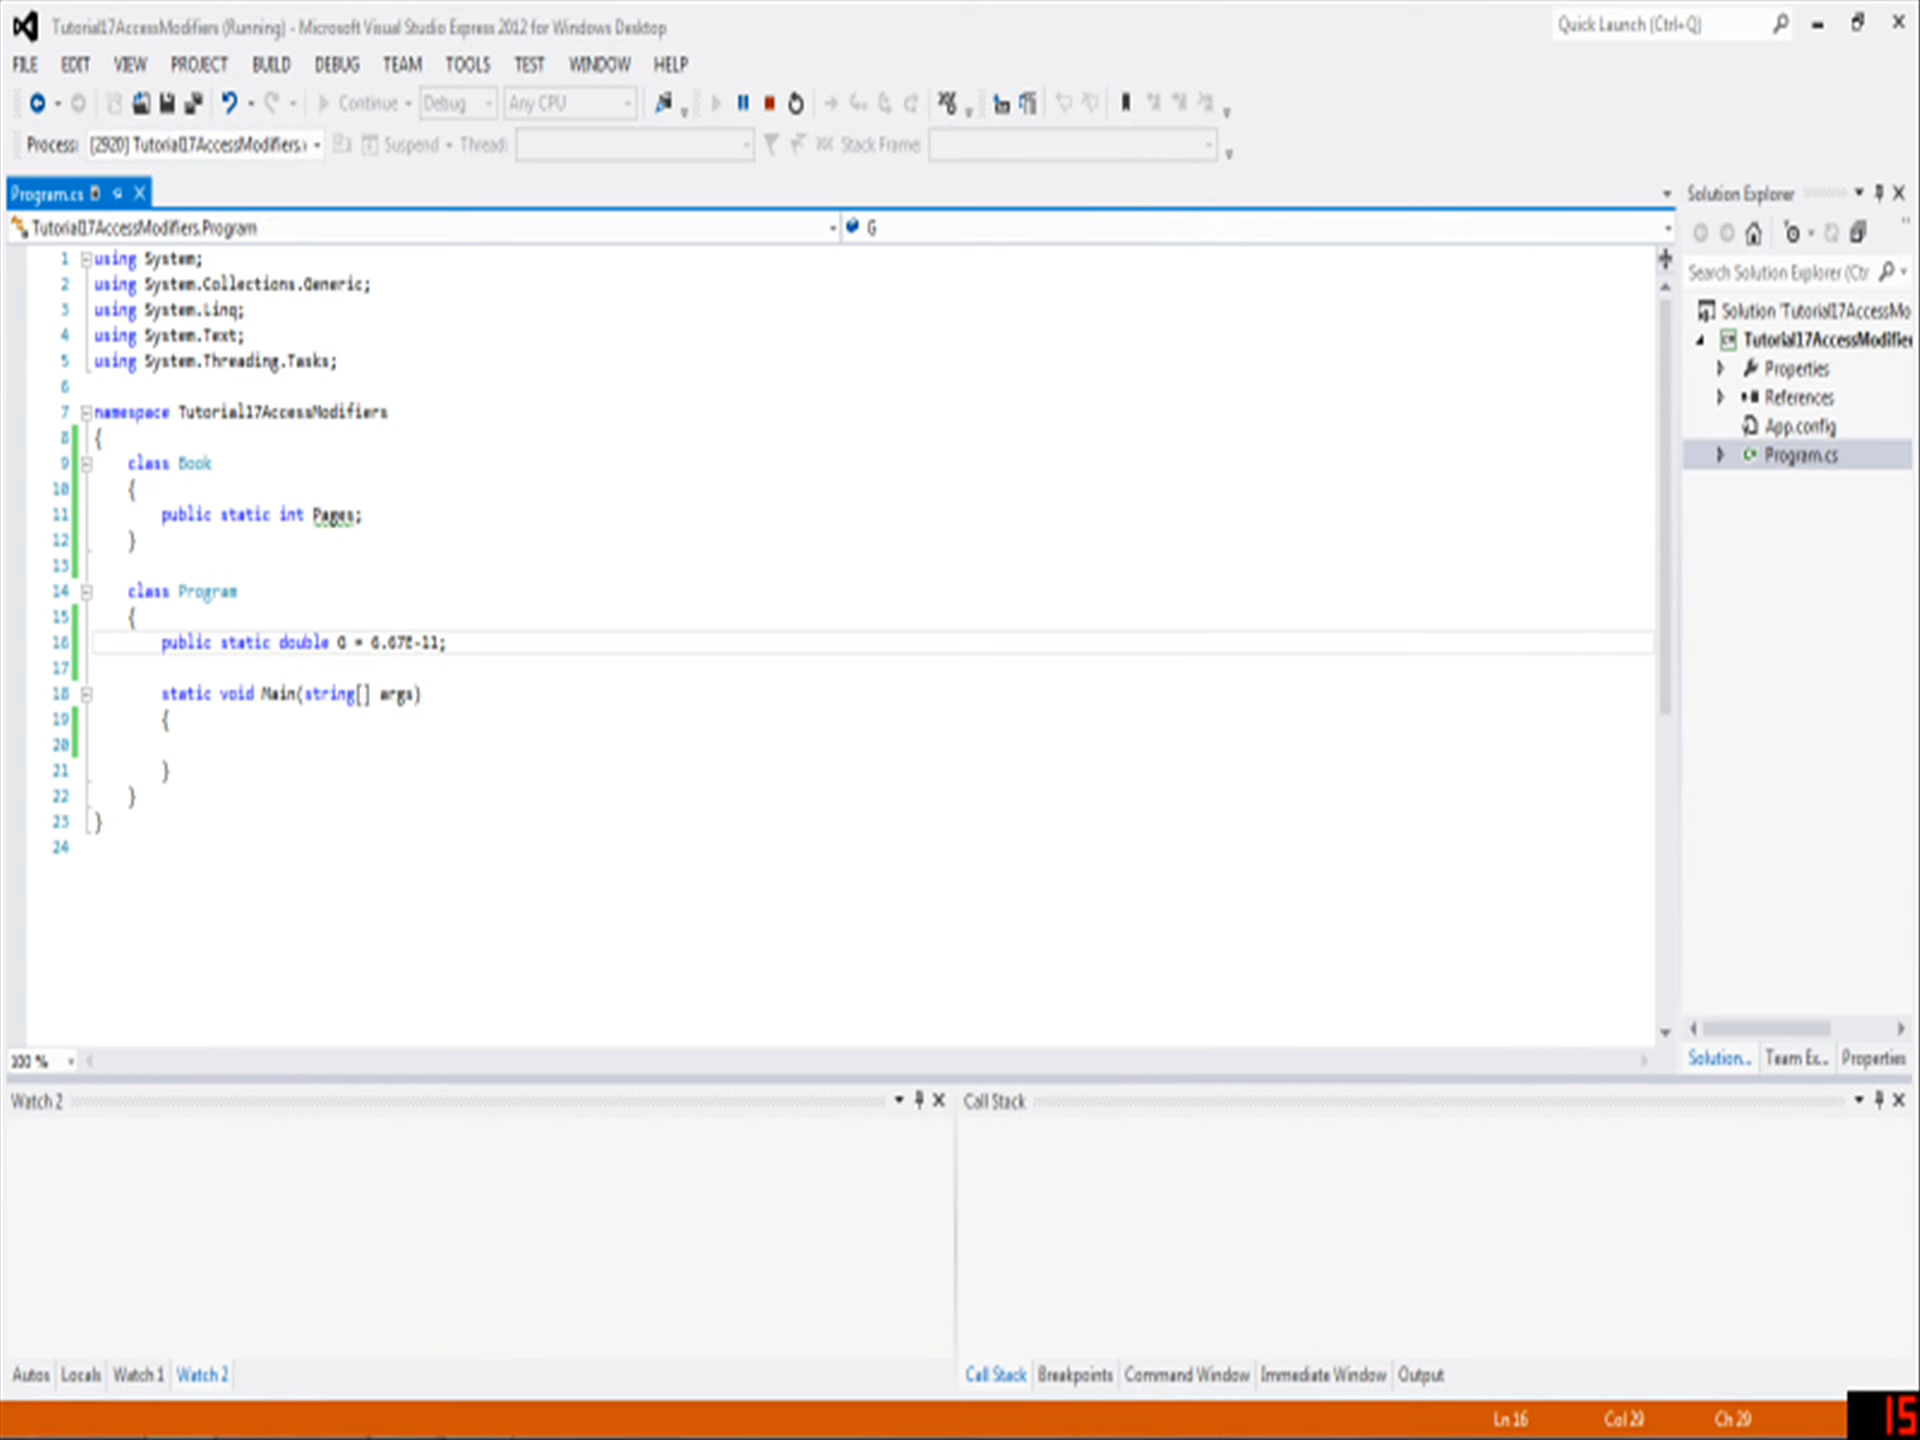 Tutorial17AccessModifiers (Running) - Microsoft Visual Studio Express 2012 for Windows Desktop
Quick Launch (Ctrl+Q)
FILE EDIT VIEW PROJECT BUILD DEBUG TEAM TOOLS TEST WINDOW HELP
Continue Debug Any CPU
Process: [2920] Tutorial17AccessModifiers. Suspend Thread: Stack Frame:
Program.cs
Tutorial17AccessModifiers.Program G
1 using System;
2 using System.Collections.Generic;
3 using System.Linq;
4 using System.Text;
5 using System.Threading.Tasks;
6
7 namespace Tutorial17AccessModifiers
8 {
9 class Book
10 {
11 public static int Pages;
12 }
13
14 class Program
15 {
16 public static double G = 6.67E-11;
17
18 static void Main(string[] args)
19 {
20
21 }
22 }
23 }
24
100 %
Solution Explorer
Search Solution Explorer (Ctr
Solution 'Tutorial17AccessMo
Tutorial17AccessModifier
Properties
References
App.config
Program.cs
Solution... Team Ex... Properties
Watch 2
Call Stack
Autos Locals Watch 1 Watch 2
Call Stack Breakpoints Command Window Immediate Window Output
Ln 16 Col 29 Ch 29
15